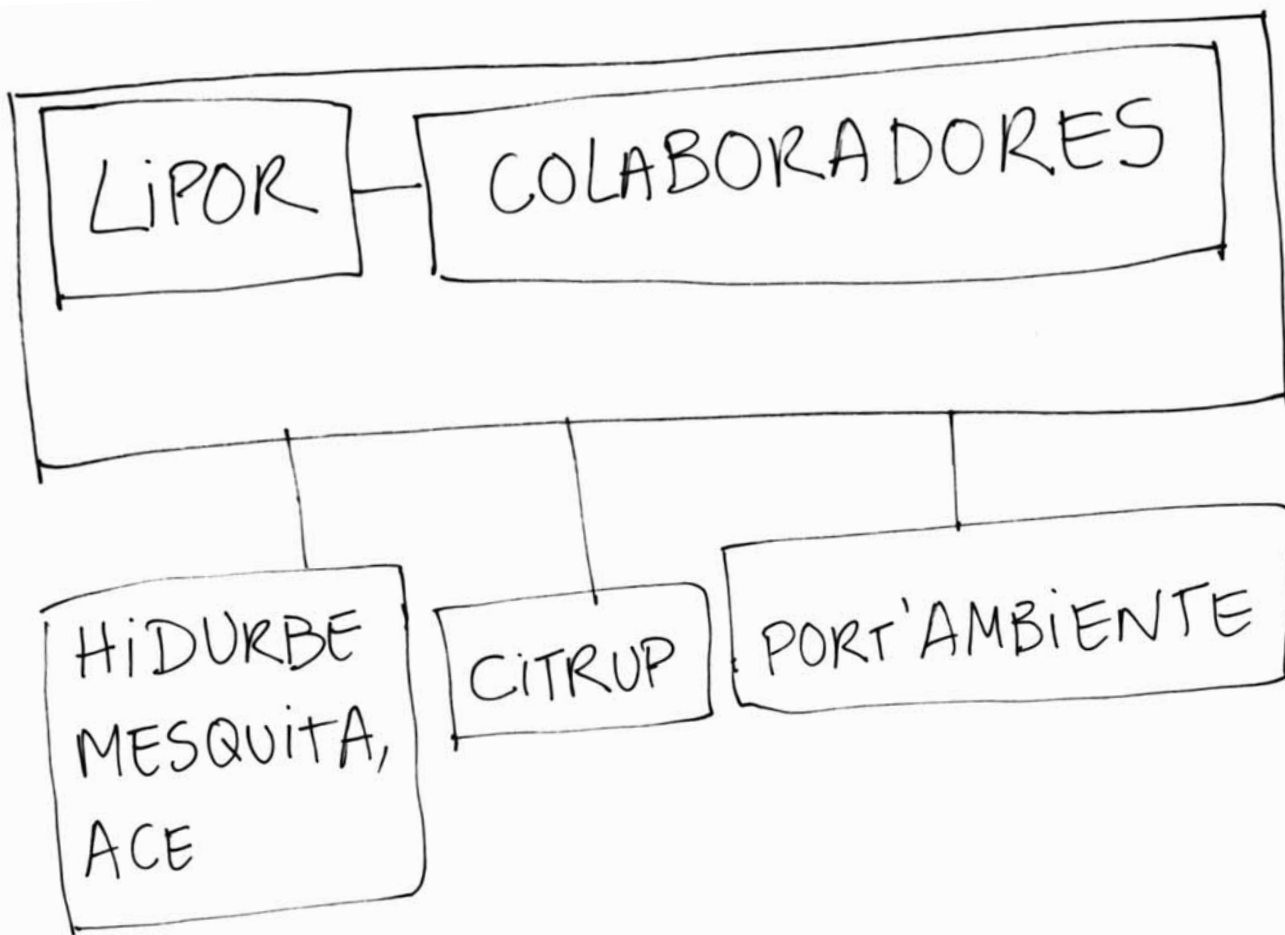 LiPOR
COLABORADORES
HiDURBE
MESQUiTA,
ACE
CiTRUP
PORT'AMBiENTE